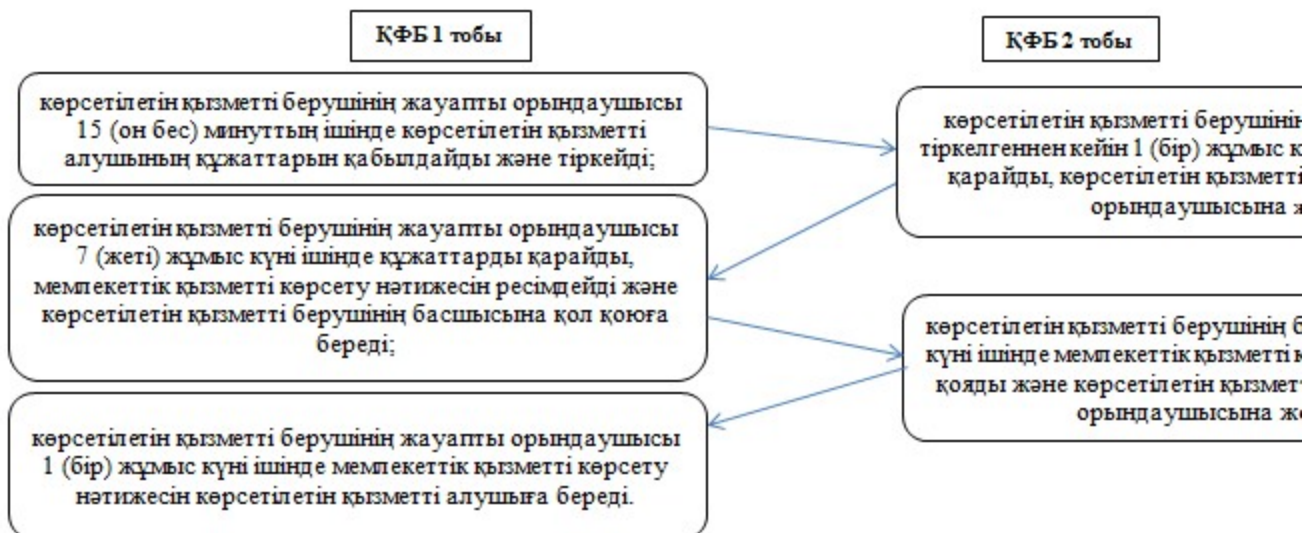 ҚФБ 1 тобы
көрсетілетін қызметті берушінің жауапты орындаушысы
15 (он бес) минуттың ішінде көрсетілетін қызметті
алушының құжаттарын қабылдайды және тіркейді;
көрсетілетін қызметті берушінің жауапты орындаушысы
7 (жеті) жұмыс күні ішінде құжаттарды қарайды,
мемлекеттік қызметті көрсету нәтижесін ресімдейді және
көрсетілетін қызметті берушінің басшысына қол қоюға
береді;
көрсетілетін қызметті берушінің жауапты орындаушысы
1 (бір) жұмыс күні ішінде мемлекеттік қызметті көрсету
нәтижесін көрсетілетін қызметті алушыға береді.
ҚФБ 2 тобы
көрсетілетін қызметті берушінің
тіркелгеннен кейін 1 (бір) жұмыс
қарайды, көрсетілетін қызметті
орындаушысына
көрсетілетін қызметті берушінің
күні ішінде мемлекеттік қызметті
қояды және көрсетілетін
орындаушысына